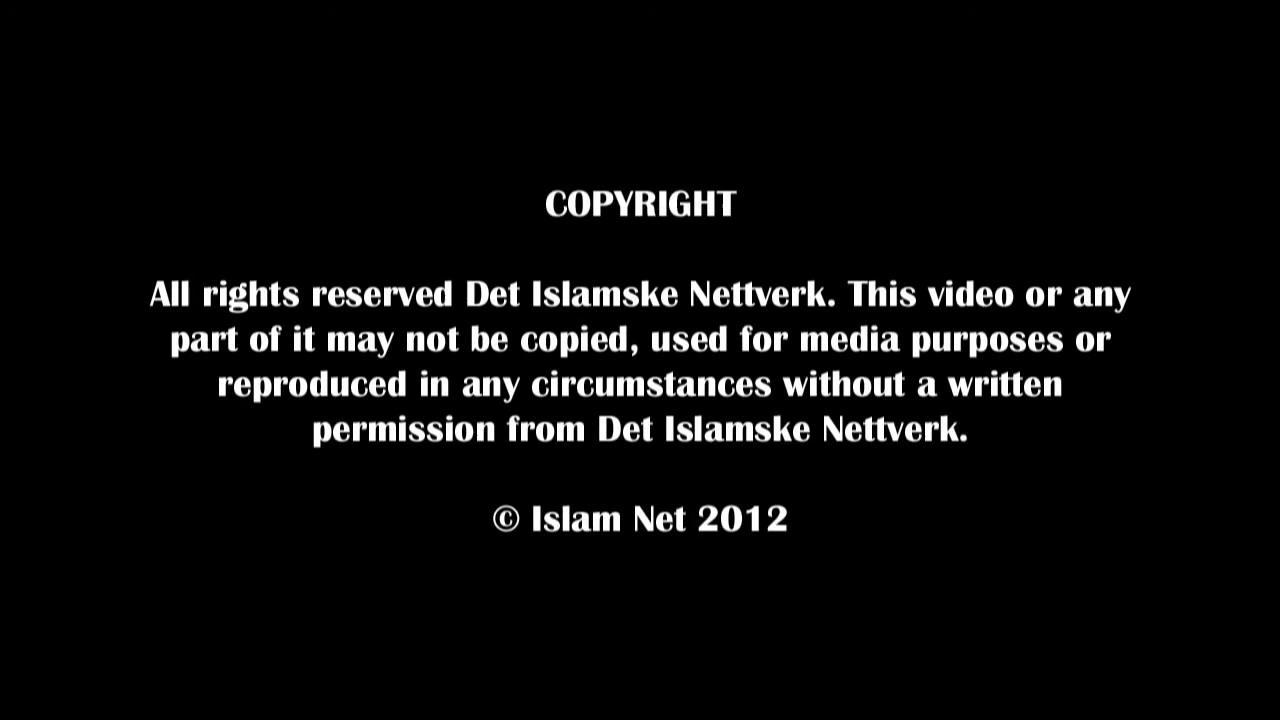 COPYRIGHT
All rights reserved Det Islamske Nettverk. This video or any
part of it may not be copied, used for media purposes or
reproduced in any circumstances without a written
permission from Det Islamske Nettverk.
© Islam Net 2012